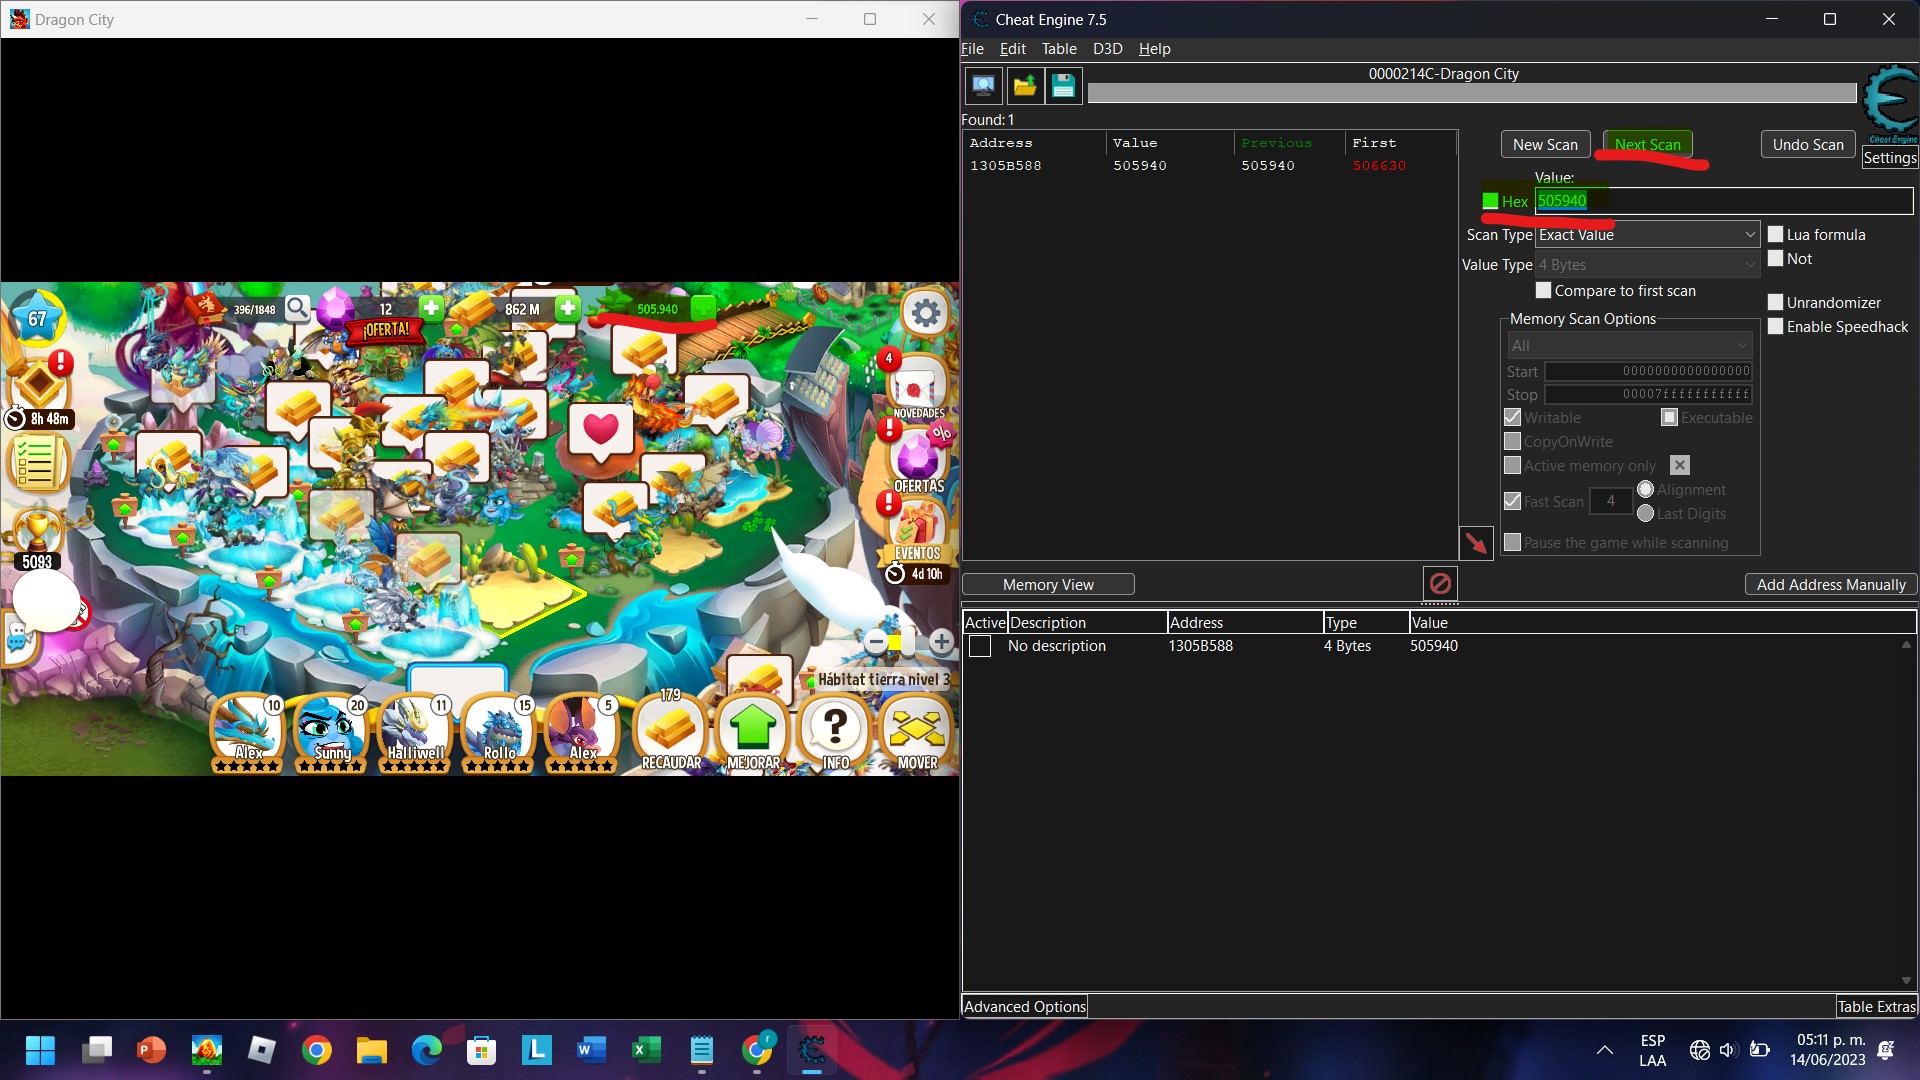 Dragon City
67
396/1848
12
862 M
505.940
¡OFERTA!
8h 48m
4
NOVEDADES
%
OFERTAS
EVENTOS
4d 10h
5093
Hábitat tierra nivel 3
10
Alex
20
Sunny
11
Halliwell
15
Rollo
5
Alex
179
RECAUDAR
MEJORAR
?
INFO
MOVER
Cheat Engine 7.5
File Edit Table D3D Help
0000214C-Dragon City
Cheat Engine
Settings
Found:1
Address Value Previous First
1305B588 505940 505940 506630
New Scan Next Scan Undo Scan
Value:
Hex 505940
Scan Type Exact Value
Lua formula
Value Type 4 Bytes
Not
Compare to first scan
Unrandomizer
Enable Speedhack
Memory Scan Options
All
Start 0000000000000000
Stop 00007fffffffffff
Writable Executable
CopyOnWrite
Active memory only
Fast Scan 4 Alignment
Last Digits
Pause the game while scanning
Memory View
Add Address Manually
Active Description Address Type Value
No description 1305B588 4 Bytes 505940
Advanced Options
Table Extras
ESP
LAA
05:11 p. m.
14/06/2023